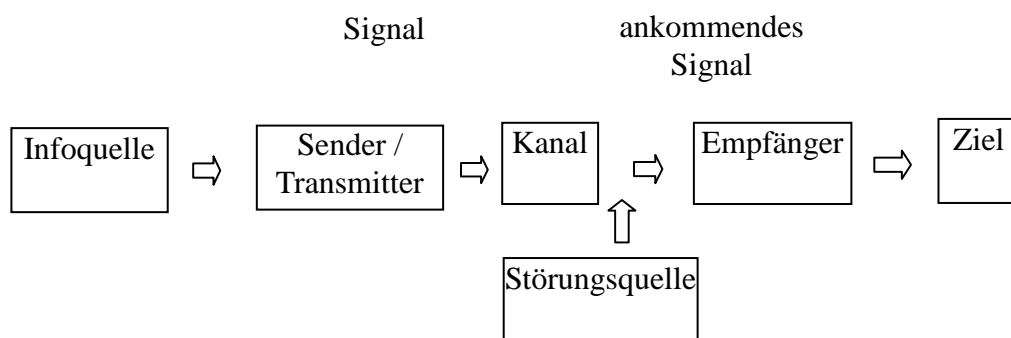 Signal
ankommendes
Signal
Infoquelle
Sender /
Transmitter
Kanal
Empfänger
Ziel
Störungsquelle